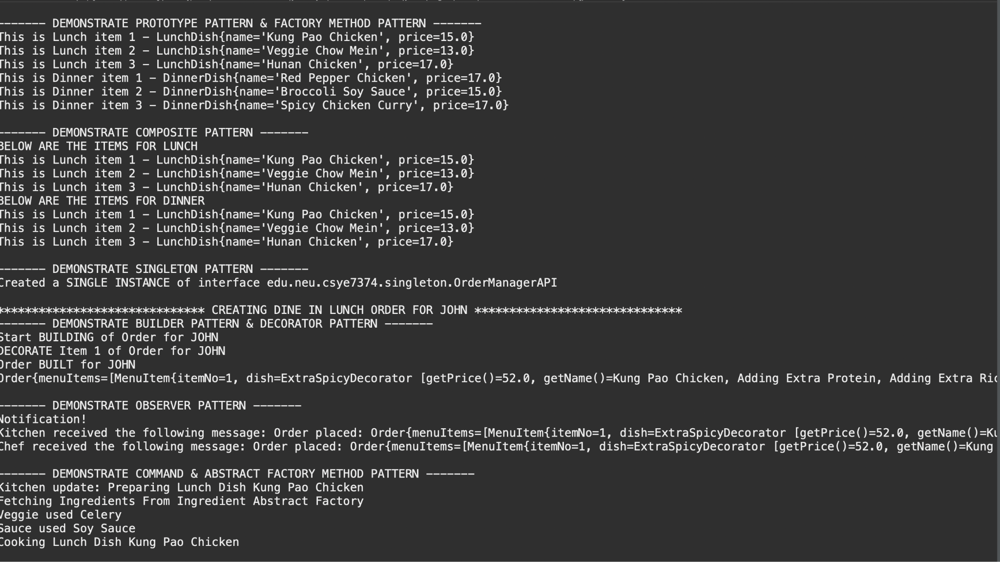 ------- DEMONSTRATE PROTOTYPE PATTERN & FACTORY METHOD PATTERN -------
This is Lunch item 1 - LunchDish{name='Kung Pao Chicken', price=15.0}
This is Lunch item 2 - LunchDish{name='Veggie Chow Mein', price=13.0}
This is Lunch item 3 - LunchDish{name='Hunan Chicken', price=17.0}
This is Dinner item 1 - DinnerDish{name='Red Pepper Chicken', price=17.0}
This is Dinner item 2 - DinnerDish{name='Broccoli Soy Sauce', price=15.0}
This is Dinner item 3 - DinnerDish{name='Spicy Chicken Curry', price=17.0}
------- DEMONSTRATE COMPOSITE PATTERN -------
BELOW ARE THE ITEMS FOR LUNCH
This is Lunch item 1 - LunchDish{name='Kung Pao Chicken', price=15.0}
This is Lunch item 2 - LunchDish{name='Veggie Chow Mein', price=13.0}
This is Lunch item 3 - LunchDish{name='Hunan Chicken', price=17.0}
BELOW ARE THE ITEMS FOR DINNER
This is Lunch item 1 - LunchDish{name='Kung Pao Chicken', price=15.0}
This is Lunch item 2 - LunchDish{name='Veggie Chow Mein', price=13.0}
This is Lunch item 3 - LunchDish{name='Hunan Chicken', price=17.0}
------- DEMONSTRATE SINGLETON PATTERN -------
Created a SINGLE INSTANCE of interface edu.neu.csye7374.singleton.OrderManagerAPI
****************************** CREATING DINE IN LUNCH ORDER FOR JOHN ******************************
------- DEMONSTRATE BUILDER PATTERN & DECORATOR PATTERN -------
Start BUILDING of Order for JOHN
DECORATE Item 1 of Order for JOHN
Order BUILT for JOHN
Order{menuItems=[MenuItem{itemNo=1, dish=ExtraSpicyDecorator [getPrice()=52.0, getName()=Kung Pao Chicken, Adding Extra Protein, Adding Extra Ric
------- DEMONSTRATE OBSERVER PATTERN -------
Notification!
Kitchen received the following message: Order placed: Order{menuItems=[MenuItem{itemNo=1, dish=ExtraSpicyDecorator [getPrice()=52.0, getName()=Ku
Chef received the following message: Order placed: Order{menuItems=[MenuItem{itemNo=1, dish=ExtraSpicyDecorator [getPrice()=52.0, getName()=Kung
------- DEMONSTRATE COMMAND & ABSTRACT FACTORY METHOD PATTERN -------
Kitchen update: Preparing Lunch Dish Kung Pao Chicken
Fetching Ingredients From Ingredient Abstract Factory
Veggie used Celery
Sauce used Soy Sauce
Cooking Lunch Dish Kung Pao Chicken